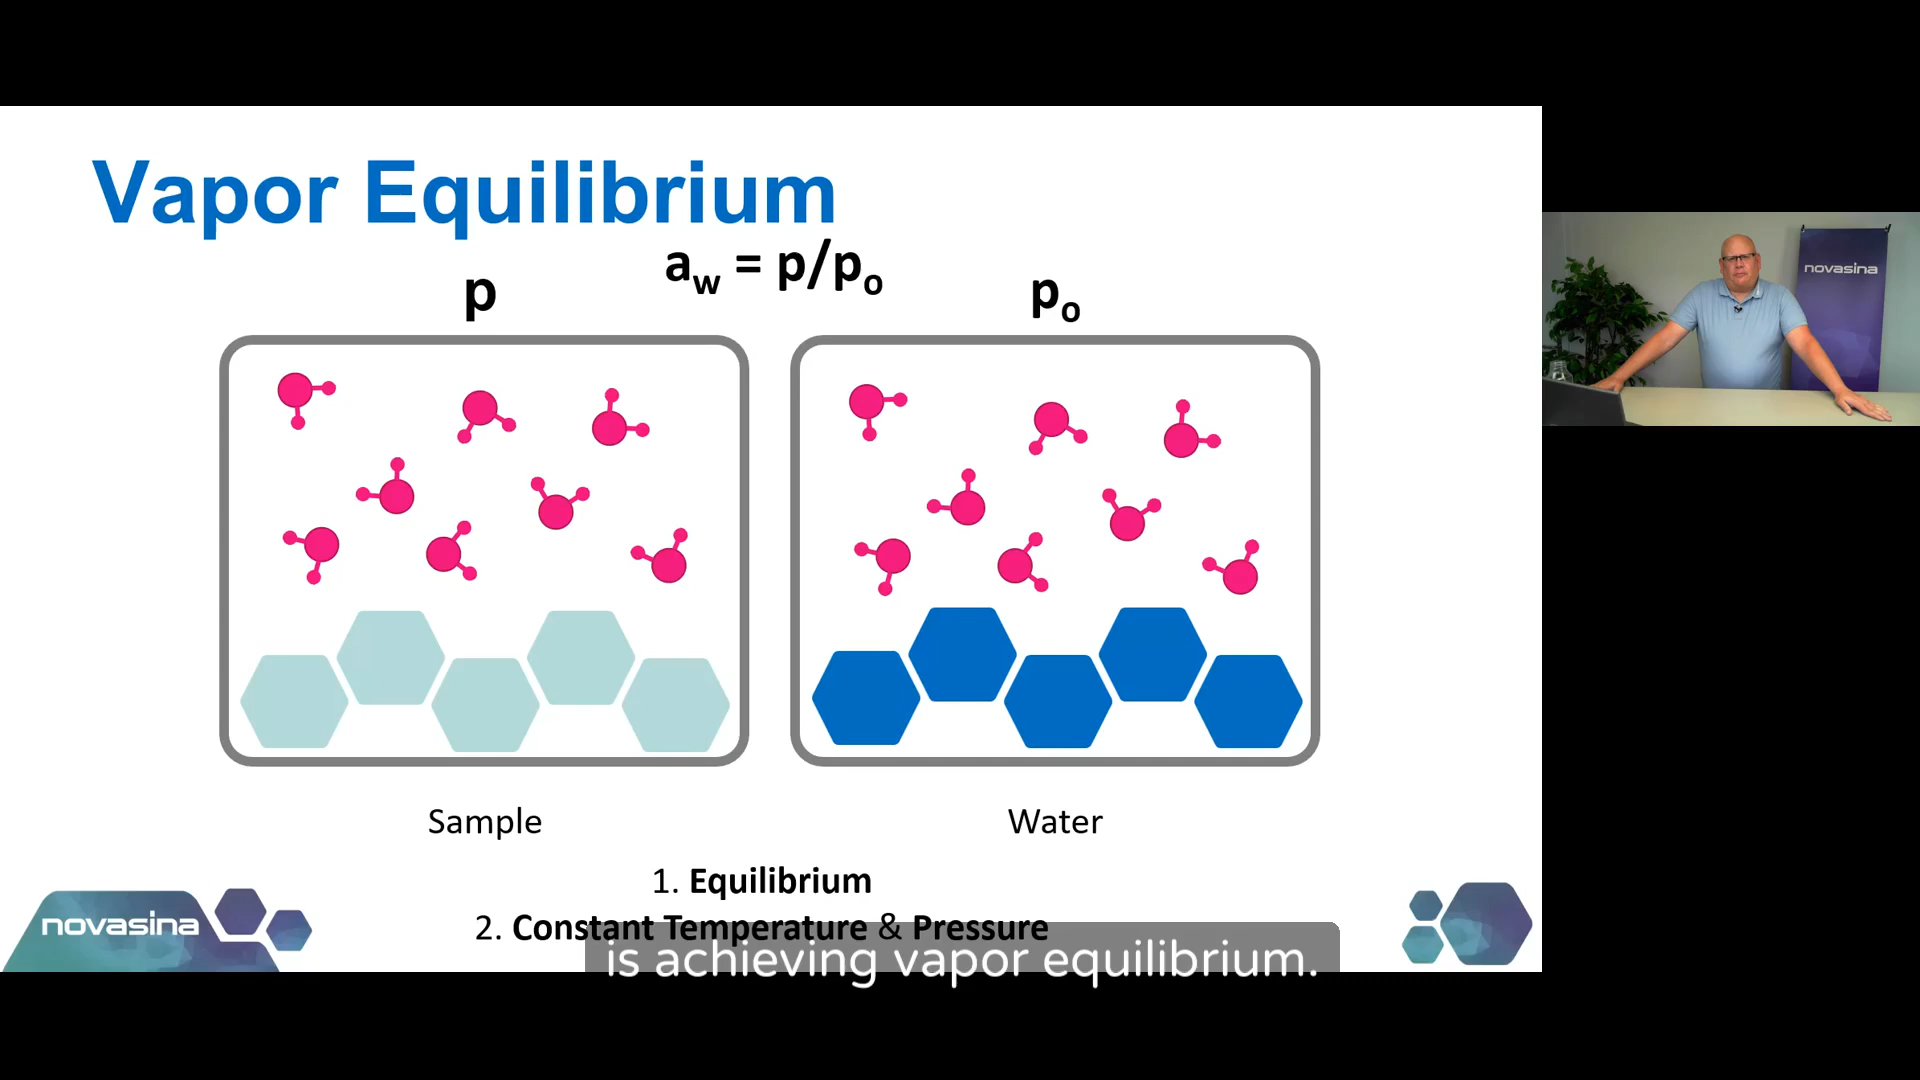 Vapor Equilibrium
aw = p/po
p
po
novasina
Sample
Water
1. Equilibrium
2. Constant Temperature & Pressure
is achieving vapor equilibrium.
novasina